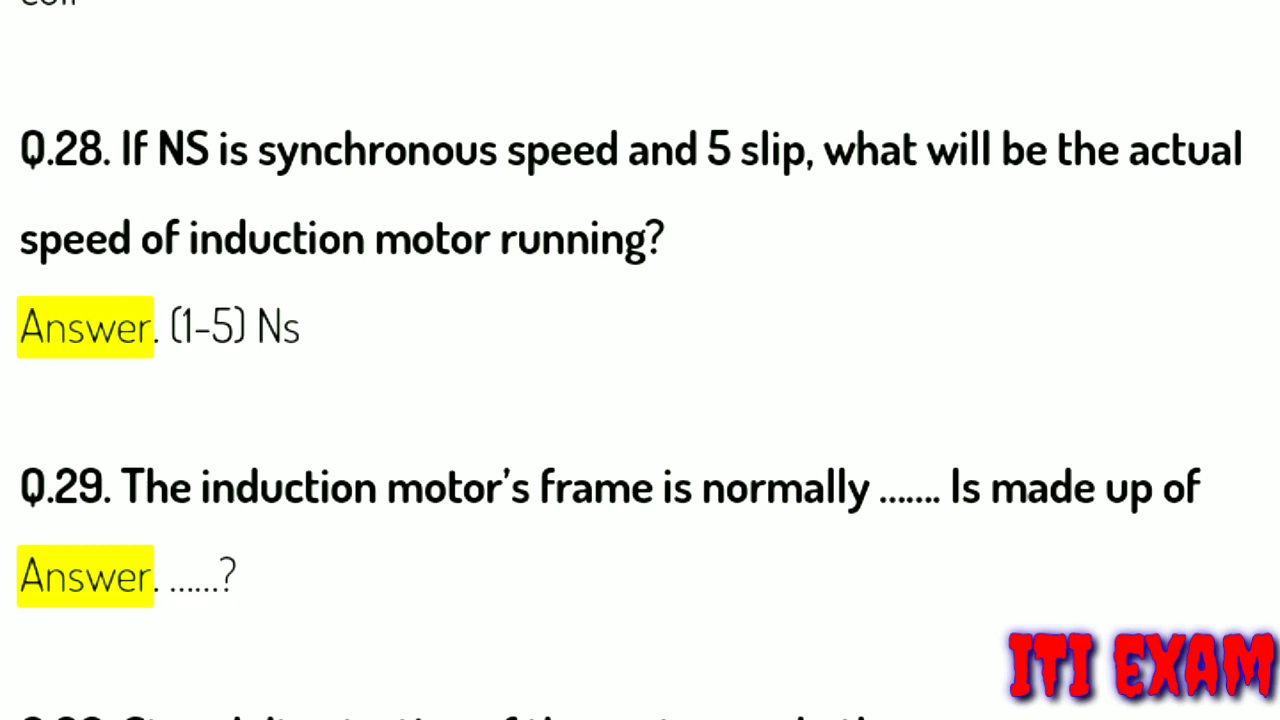 Q.28. If NS is synchronous speed and 5 slip, what will be the actual
speed of induction motor running?
Answer. (1-5) Ns
Q.29. The induction motor's frame is normally ....... Is made up of
Answer. ......?
ITI EXAM